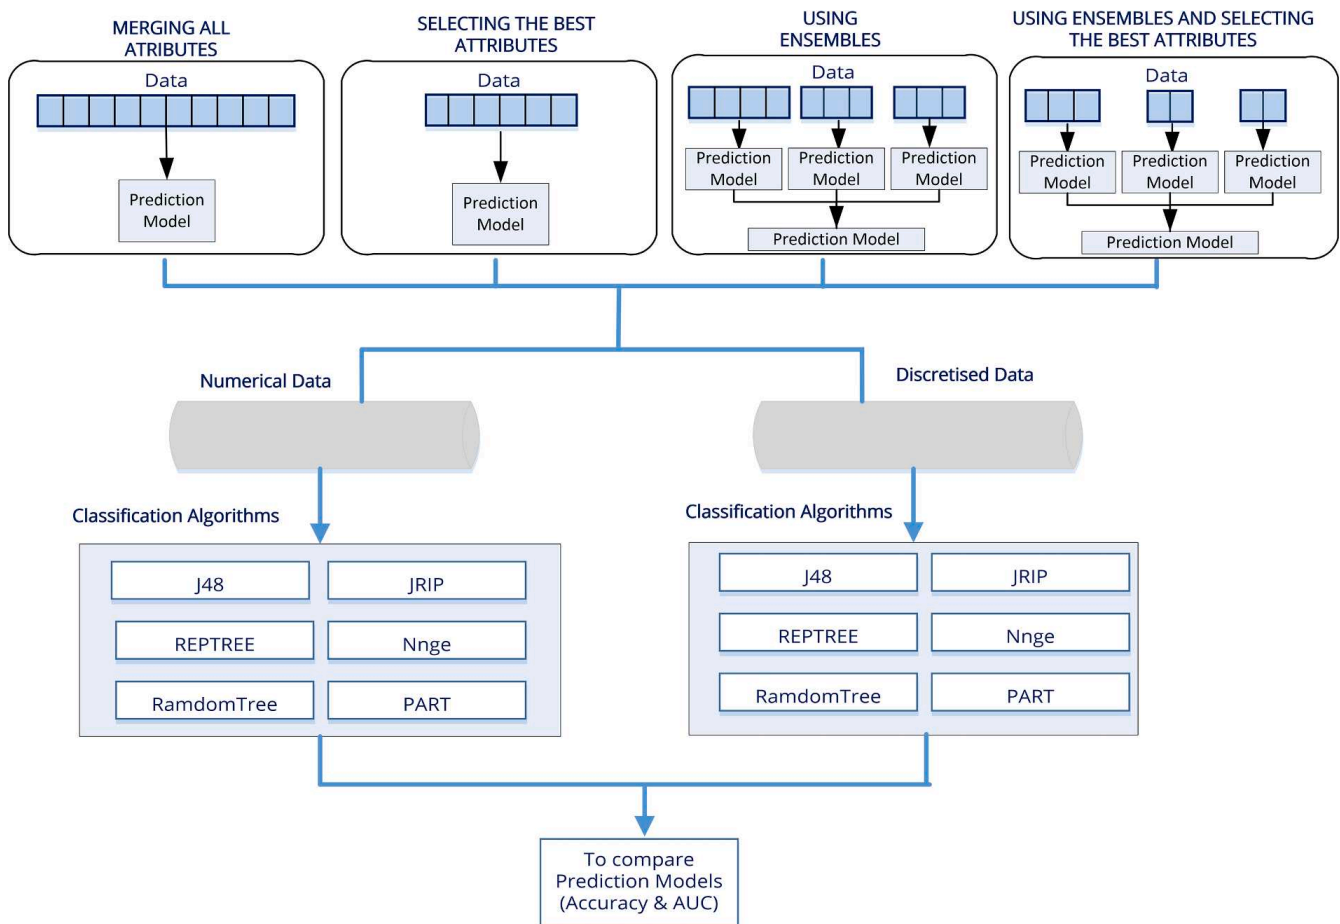 MERGING ALL
ATRIBUTES
Data
Prediction
Model
SELECTING THE BEST
ATTRIBUTES
Data
Prediction
Model
USING
ENSEMBLES
Data
Prediction
Model
Prediction
Model
Prediction
Model
Prediction Model
USING ENSEMBLES AND SELECTING
THE BEST ATTRIBUTES
Data
Prediction
Model
Prediction
Model
Prediction
Model
Prediction Model
Numerical Data
Discretised Data
Classification Algorithms
J48
JRIP
REPTREE
Nnge
RamdomTree
PART
Classification Algorithms
J48
JRIP
REPTREE
Nnge
RamdomTree
PART
To compare
Prediction Models
(Accuracy & AUC)